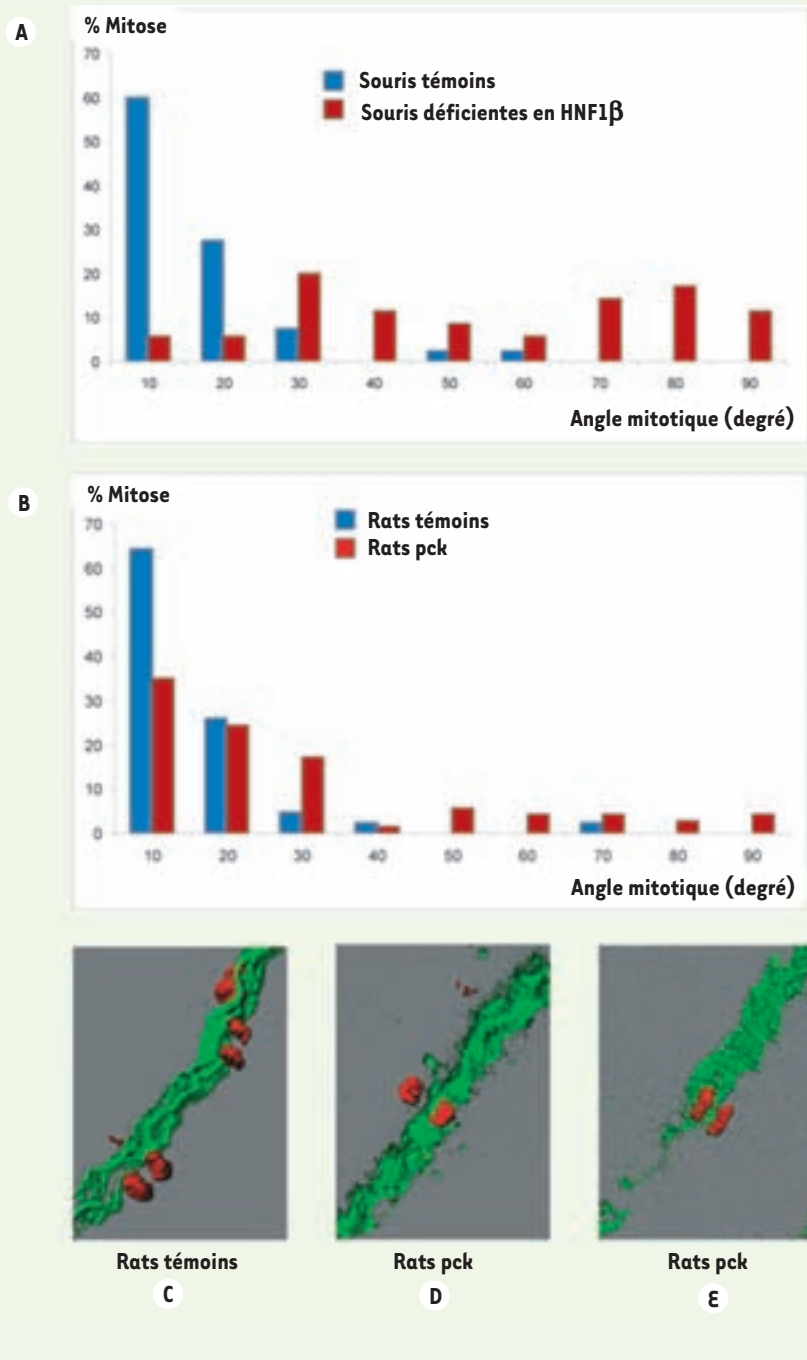 A
% Mitose
70
60
50
40
30
20
10
0
Souris témoins
Souris déficientes en HNF1β
10 20 30 40 50 60 70 80 90
Angle mitotique (degré)
B
% Mitose
70
60
50
40
30
20
10
0
Rats témoins
Rats pck
10 20 30 40 50 60 70 80 90
Angle mitotique (degré)
Rats témoins Rats pck Rats pck
C D E